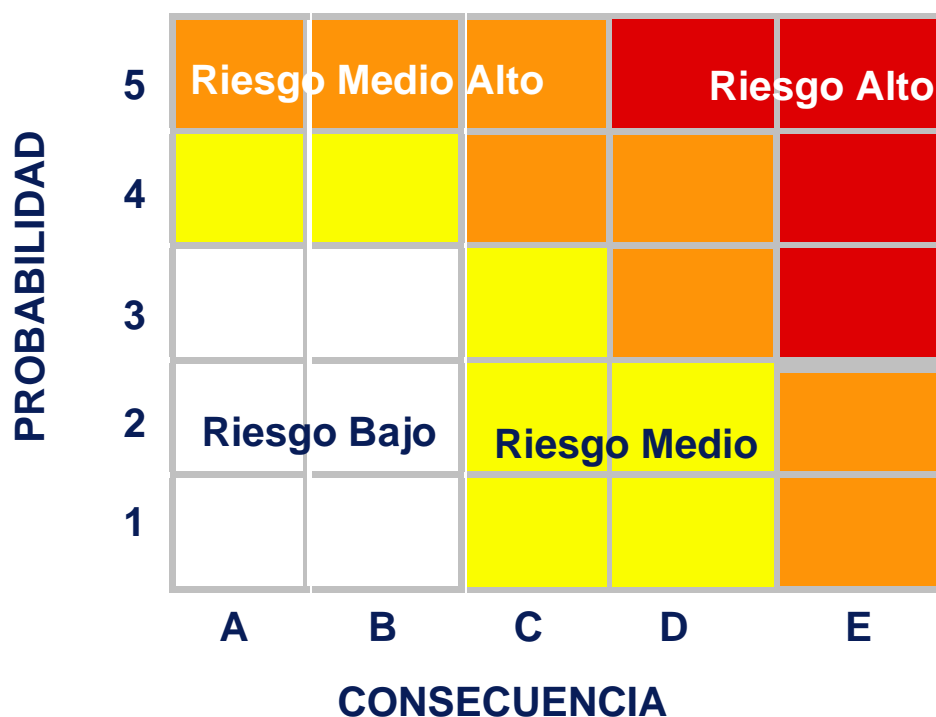 PROBABILIDAD
5
Riesgo Medio Alto
Riesgo Alto
4
3
2
Riesgo Bajo
Riesgo Medio
1
A B C D E
CONSECUENCIA